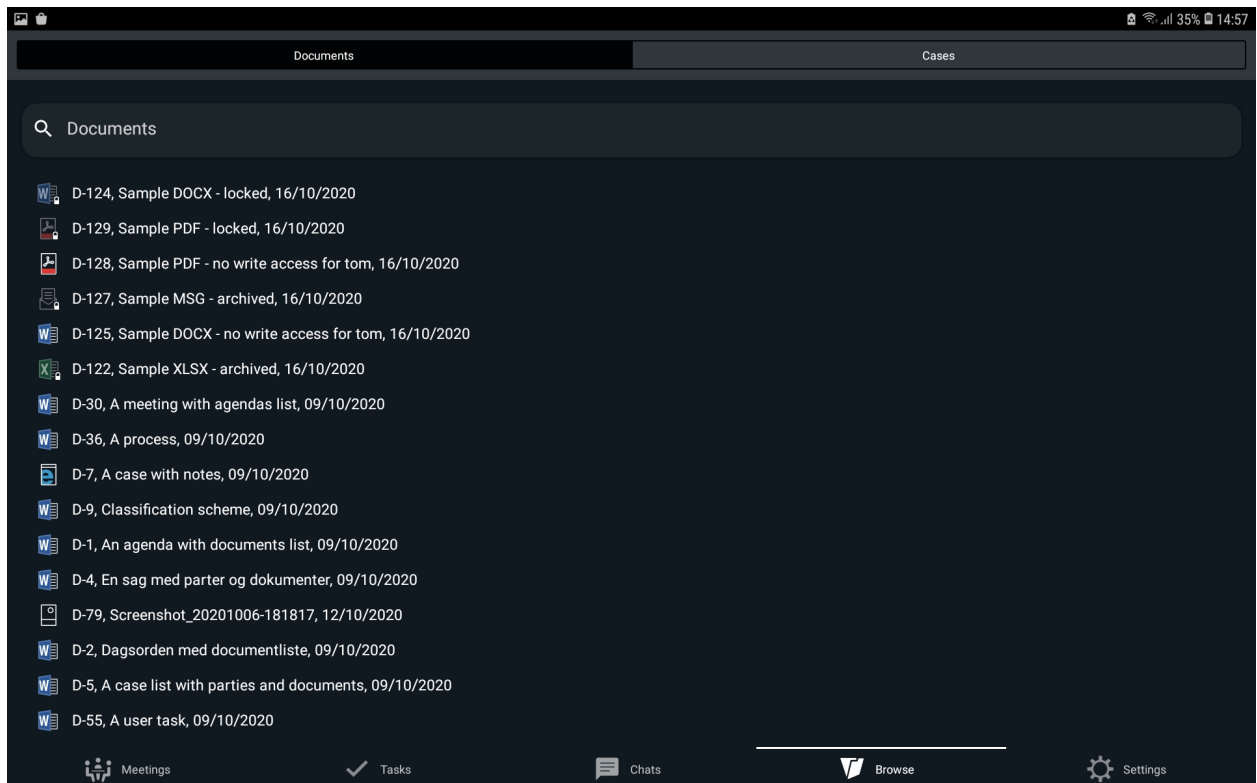 35% 14:57
Documents Cases
Documents
D-124, Sample DOCX - locked, 16/10/2020
D-129, Sample PDF - locked, 16/10/2020
D-128, Sample PDF - no write access for tom, 16/10/2020
D-127, Sample MSG - archived, 16/10/2020
D-125, Sample DOCX - no write access for tom, 16/10/2020
D-122, Sample XLSX - archived, 16/10/2020
D-30, A meeting with agendas list, 09/10/2020
D-36, A process, 09/10/2020
D-7, A case with notes, 09/10/2020
D-9, Classification scheme, 09/10/2020
D-1, An agenda with documents list, 09/10/2020
D-4, En sag med parter og dokumenter, 09/10/2020
D-79, Screenshot_20201006-181817, 12/10/2020
D-2, Dagsorden med documentliste, 09/10/2020
D-5, A case list with parties and documents, 09/10/2020
D-55, A user task, 09/10/2020
Meetings Tasks Chats Browse Settings